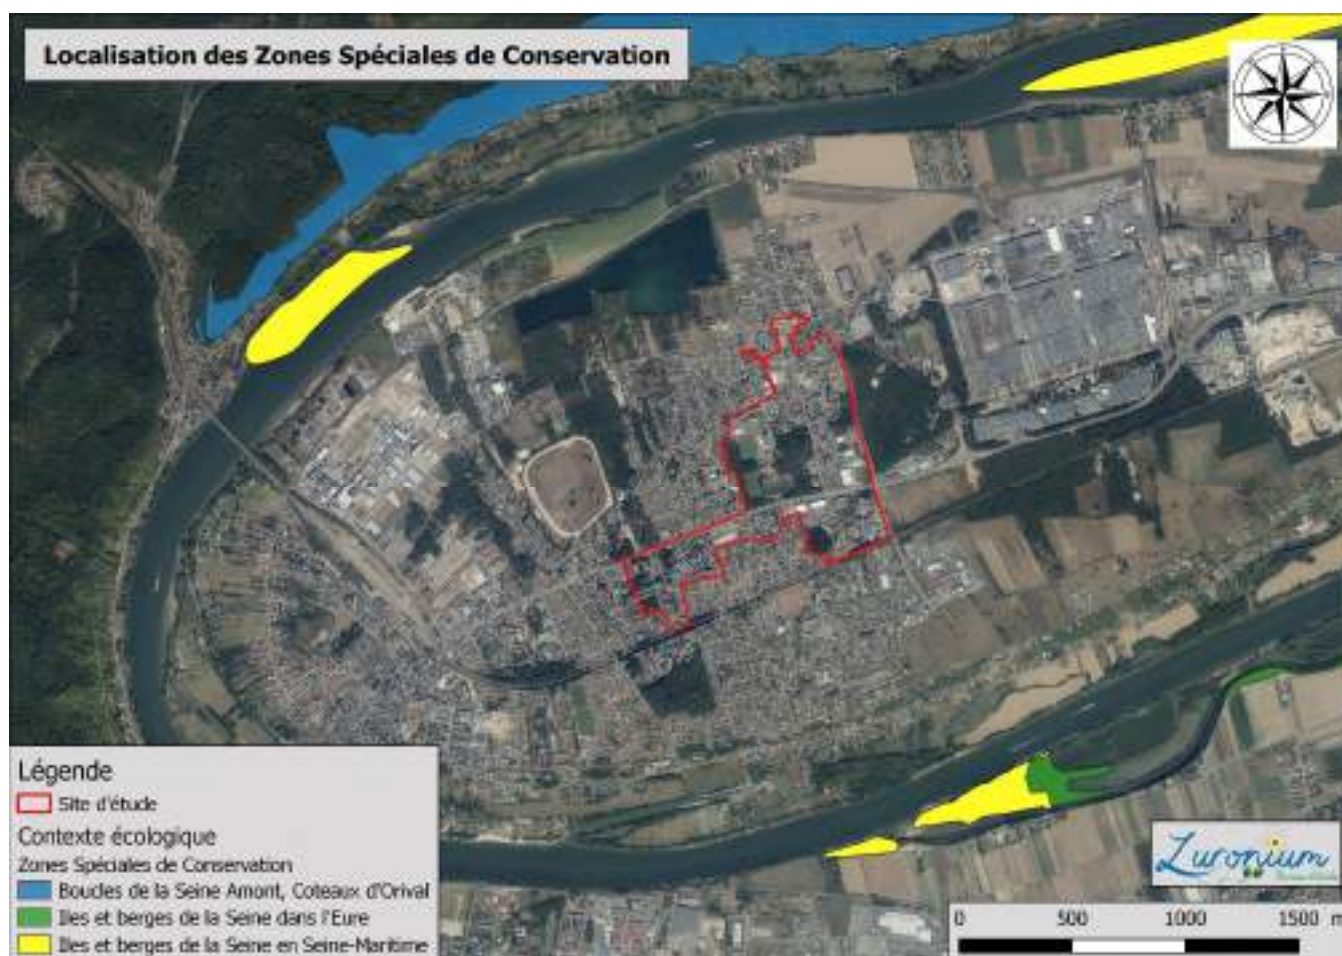 Localisation des Zones Spéciales de Conservation
Légende
Site d'étude
Contexte écologique
Zones Spéciales de Conservation
Boucles de la Seine Amont, Coteaux d'Orival
Iles et berges de la Seine dans l'Eure
Iles et berges de la Seine en Seine-Maritime
Luronium
0 500 1000 1500 m